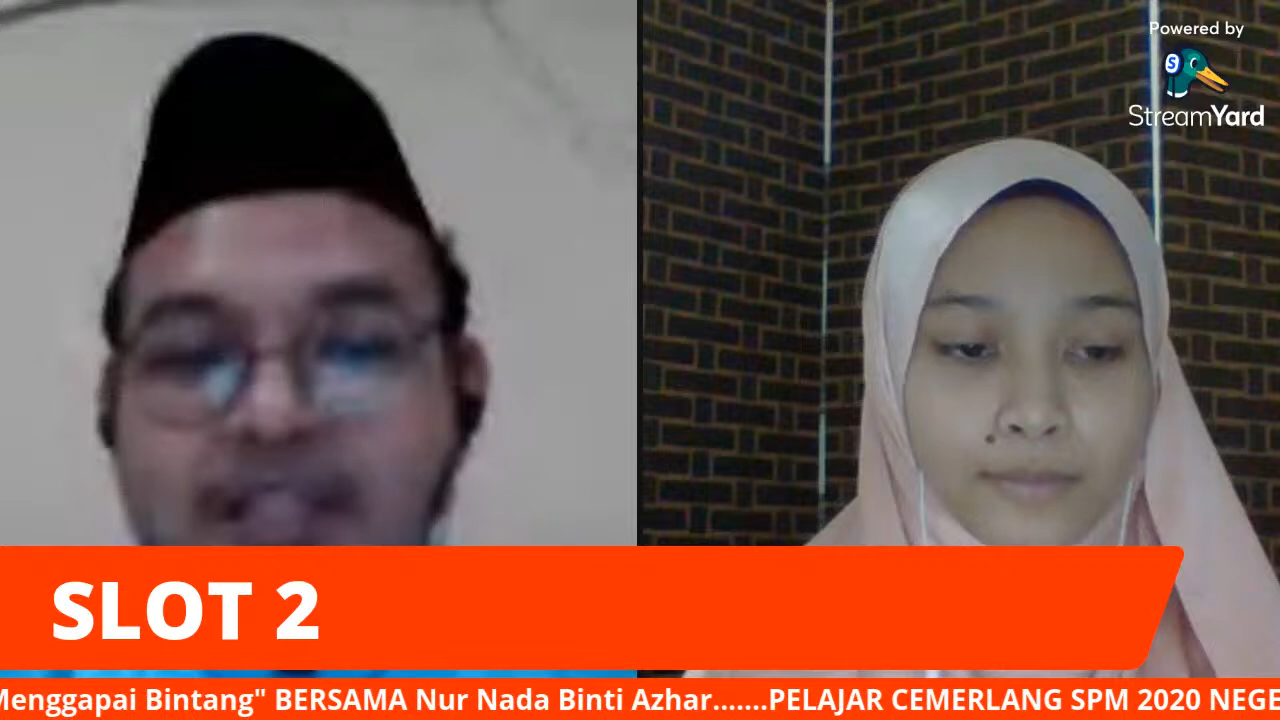 Powered by
StreamYard
SLOT 2
Menggapai Bintang" BERSAMA Nur Nada Binti Azhar.......PELAJAR CEMERLANG SPM 2020 NEGE